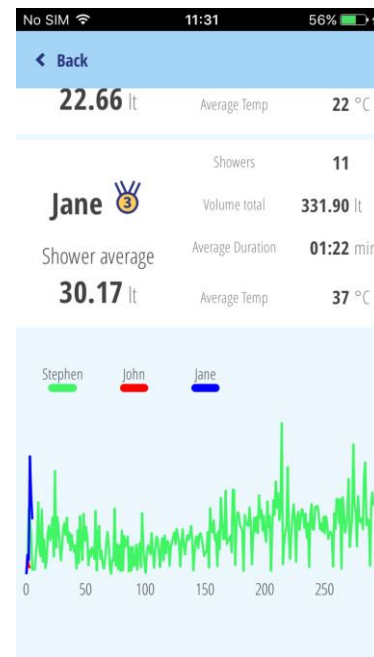 No SIM 11:31 56%
Back
22.66 lt Average Temp 22 °C
Showers 11
Jane 3 Volume total 331.90 lt
Shower average Average Duration 01:22 min
30.17 lt Average Temp 37 °C
Stephen John Jane
0 50 100 150 200 250